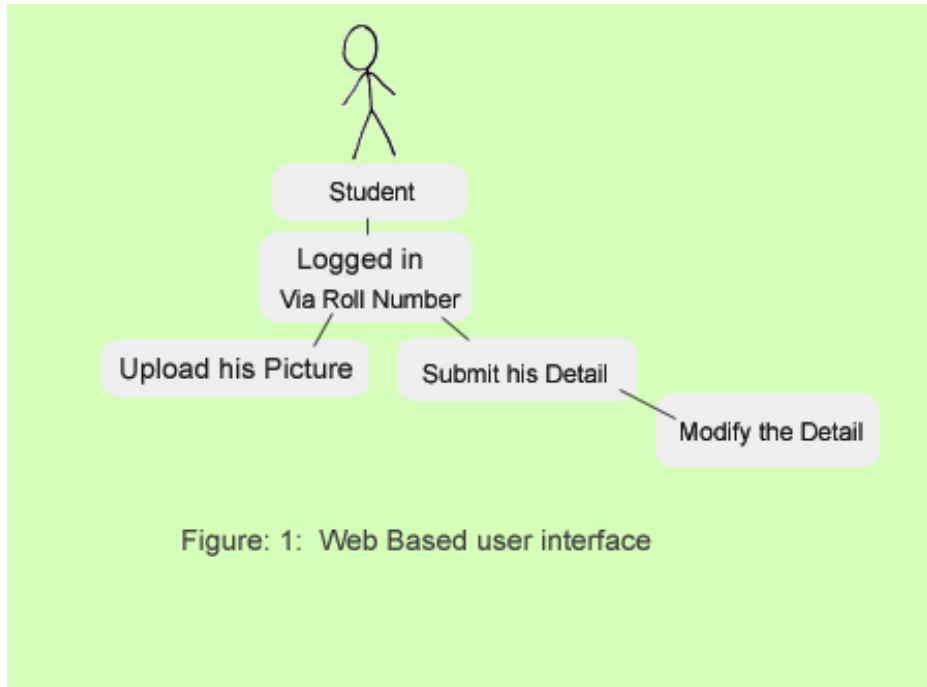 Student
Logged in
Via Roll Number
Upload his Picture
Submit his Detail
Modify the Detail
Figure: 1: Web Based user interface